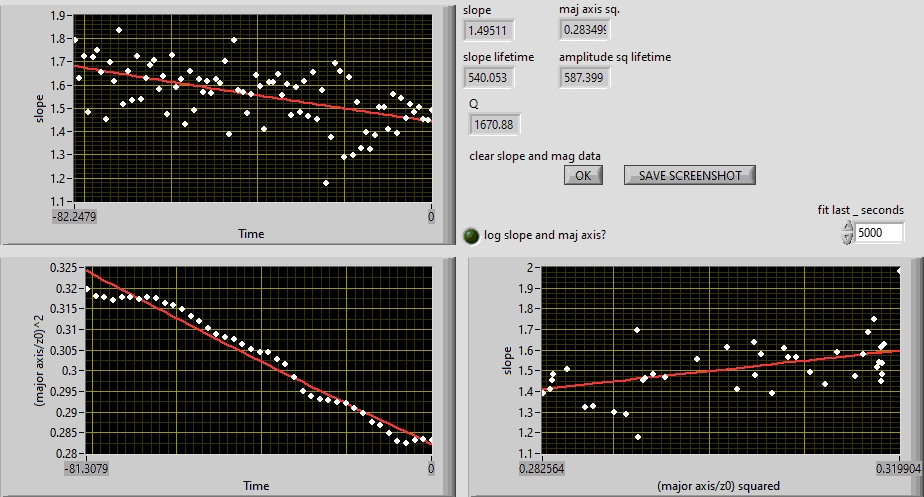 slope
maj axis sq.
1.49511
0.283499
slope lifetime
amplitude sq lifetime
540.053
587.399
Q
1670.88
clear slope and mag data
OK
SAVE SCREENSHOT
fit last _ seconds
5000
log slope and maj axis?
slope
1.9
1.8
1.7
1.6
1.5
1.4
1.3
1.2
1.1
-82.2479
0
Time
(major axis/z0)^2
0.325
0.32
0.315
0.31
0.305
0.3
0.295
0.29
0.285
0.28
-81.3079
0
Time
slope
2
1.9
1.8
1.7
1.6
1.5
1.4
1.3
1.2
1.1
0.282564
0.319904
(major axis/z0) squared